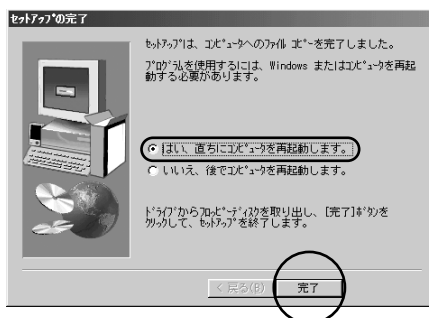 ｾｯﾄｱｯﾌﾟの完了
ｾｯﾄｱｯﾌﾟは、ｺﾝﾋﾟｭｰﾀへのﾌｧｲﾙ ｺﾋﾟｰを完了しました。
ﾌﾟﾛｸﾞﾗﾑを使用するには、Windows またはｺﾝﾋﾟｭｰﾀを再起
動する必要があります。
はい、直ちにｺﾝﾋﾟｭｰﾀを再起動します。
いいえ、後でｺﾝﾋﾟｭｰﾀを再起動します。
ﾄﾞﾗｲﾌﾞからﾌﾛｯﾋﾟｰﾃﾞｨｽｸを取り出し、[完了]ﾎﾞﾀﾝを
ｸﾘｯｸして、ｾｯﾄｱｯﾌﾟを終了します。
< 戻る(B)
完了